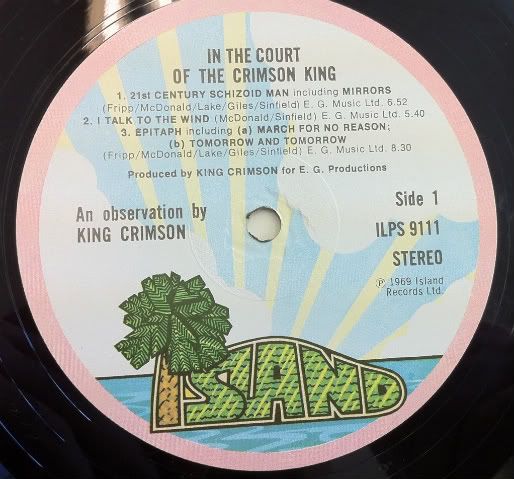 IN THE COURT
OF THE CRIMSON KING
1. 21st CENTURY SCHIZOID MAN including MIRRORS
(Fripp/McDonald/Lake/Giles/Sinfield) E. G. Music Ltd. 6.52
2. I TALK TO THE WIND (McDonald/Sinfield) E. G. Music Ltd. 5.40
3. EPITAPH including (a) MARCH FOR NO REASON;
(b) TOMORROW AND TOMORROW
(Fripp/McDonald/Lake/Giles/Sinfield) E. G. Music Ltd. 8.30
Produced by KING CRIMSON for E. G. Productions
An observation by
KING CRIMSON
Side 1
ILPS 9111
STEREO
℗ 1969 Island
Records Ltd.
ISLAND